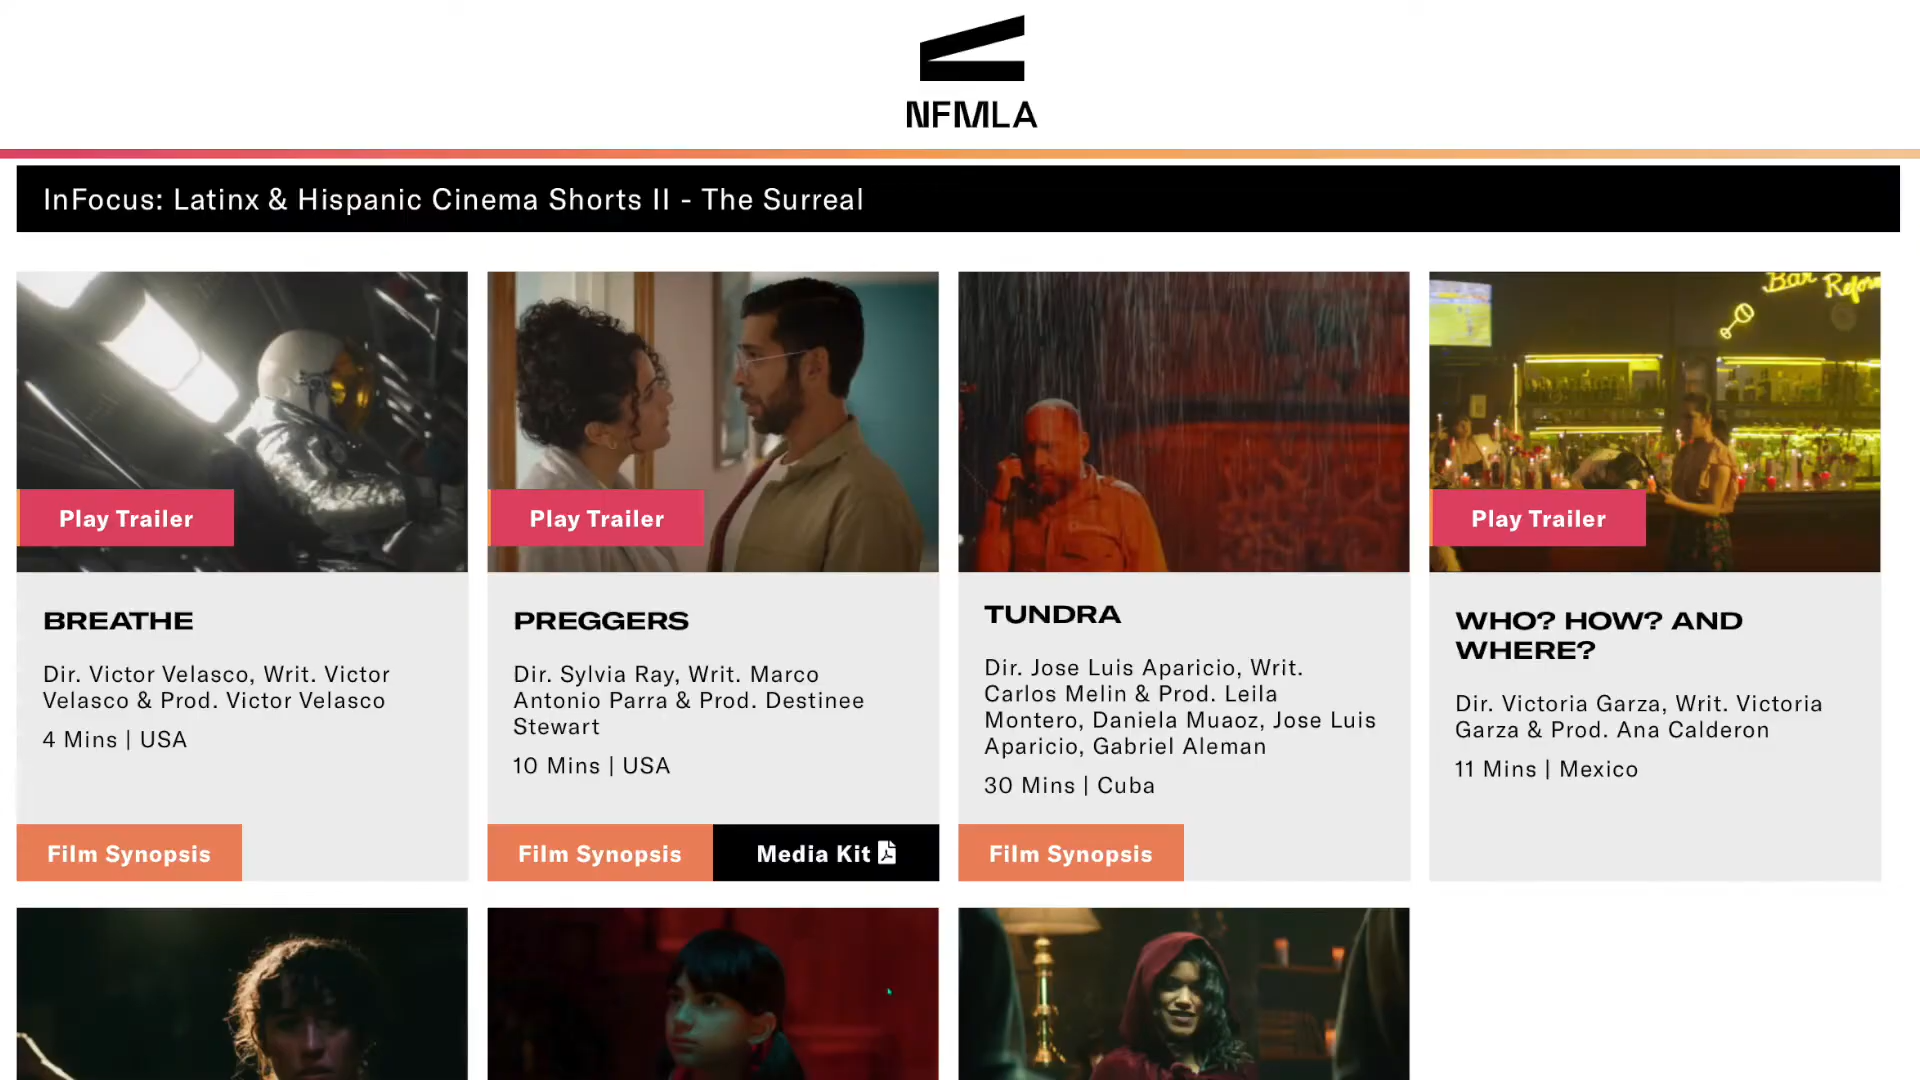 NFMLA
InFocus: Latinx & Hispanic Cinema Shorts II - The Surreal
Bar Reform
Play Trailer
Play Trailer
Play Trailer
BREATHE
Dir. Victor Velasco, Writ. Victor
Velasco & Prod. Victor Velasco
4 Mins | USA
Film Synopsis
PREGGERS
Dir. Sylvia Ray, Writ. Marco
Antonio Parra & Prod. Destinee
Stewart
10 Mins | USA
Film Synopsis
Media Kit
TUNDRA
Dir. Jose Luis Aparicio, Writ.
Carlos Melin & Prod. Leila
Montero, Daniela Muaoz, Jose Luis
Aparicio, Gabriel Aleman
30 Mins | Cuba
Film Synopsis
WHO? HOW? AND
WHERE?
Dir. Victoria Garza, Writ. Victoria
Garza & Prod. Ana Calderon
11 Mins | Mexico